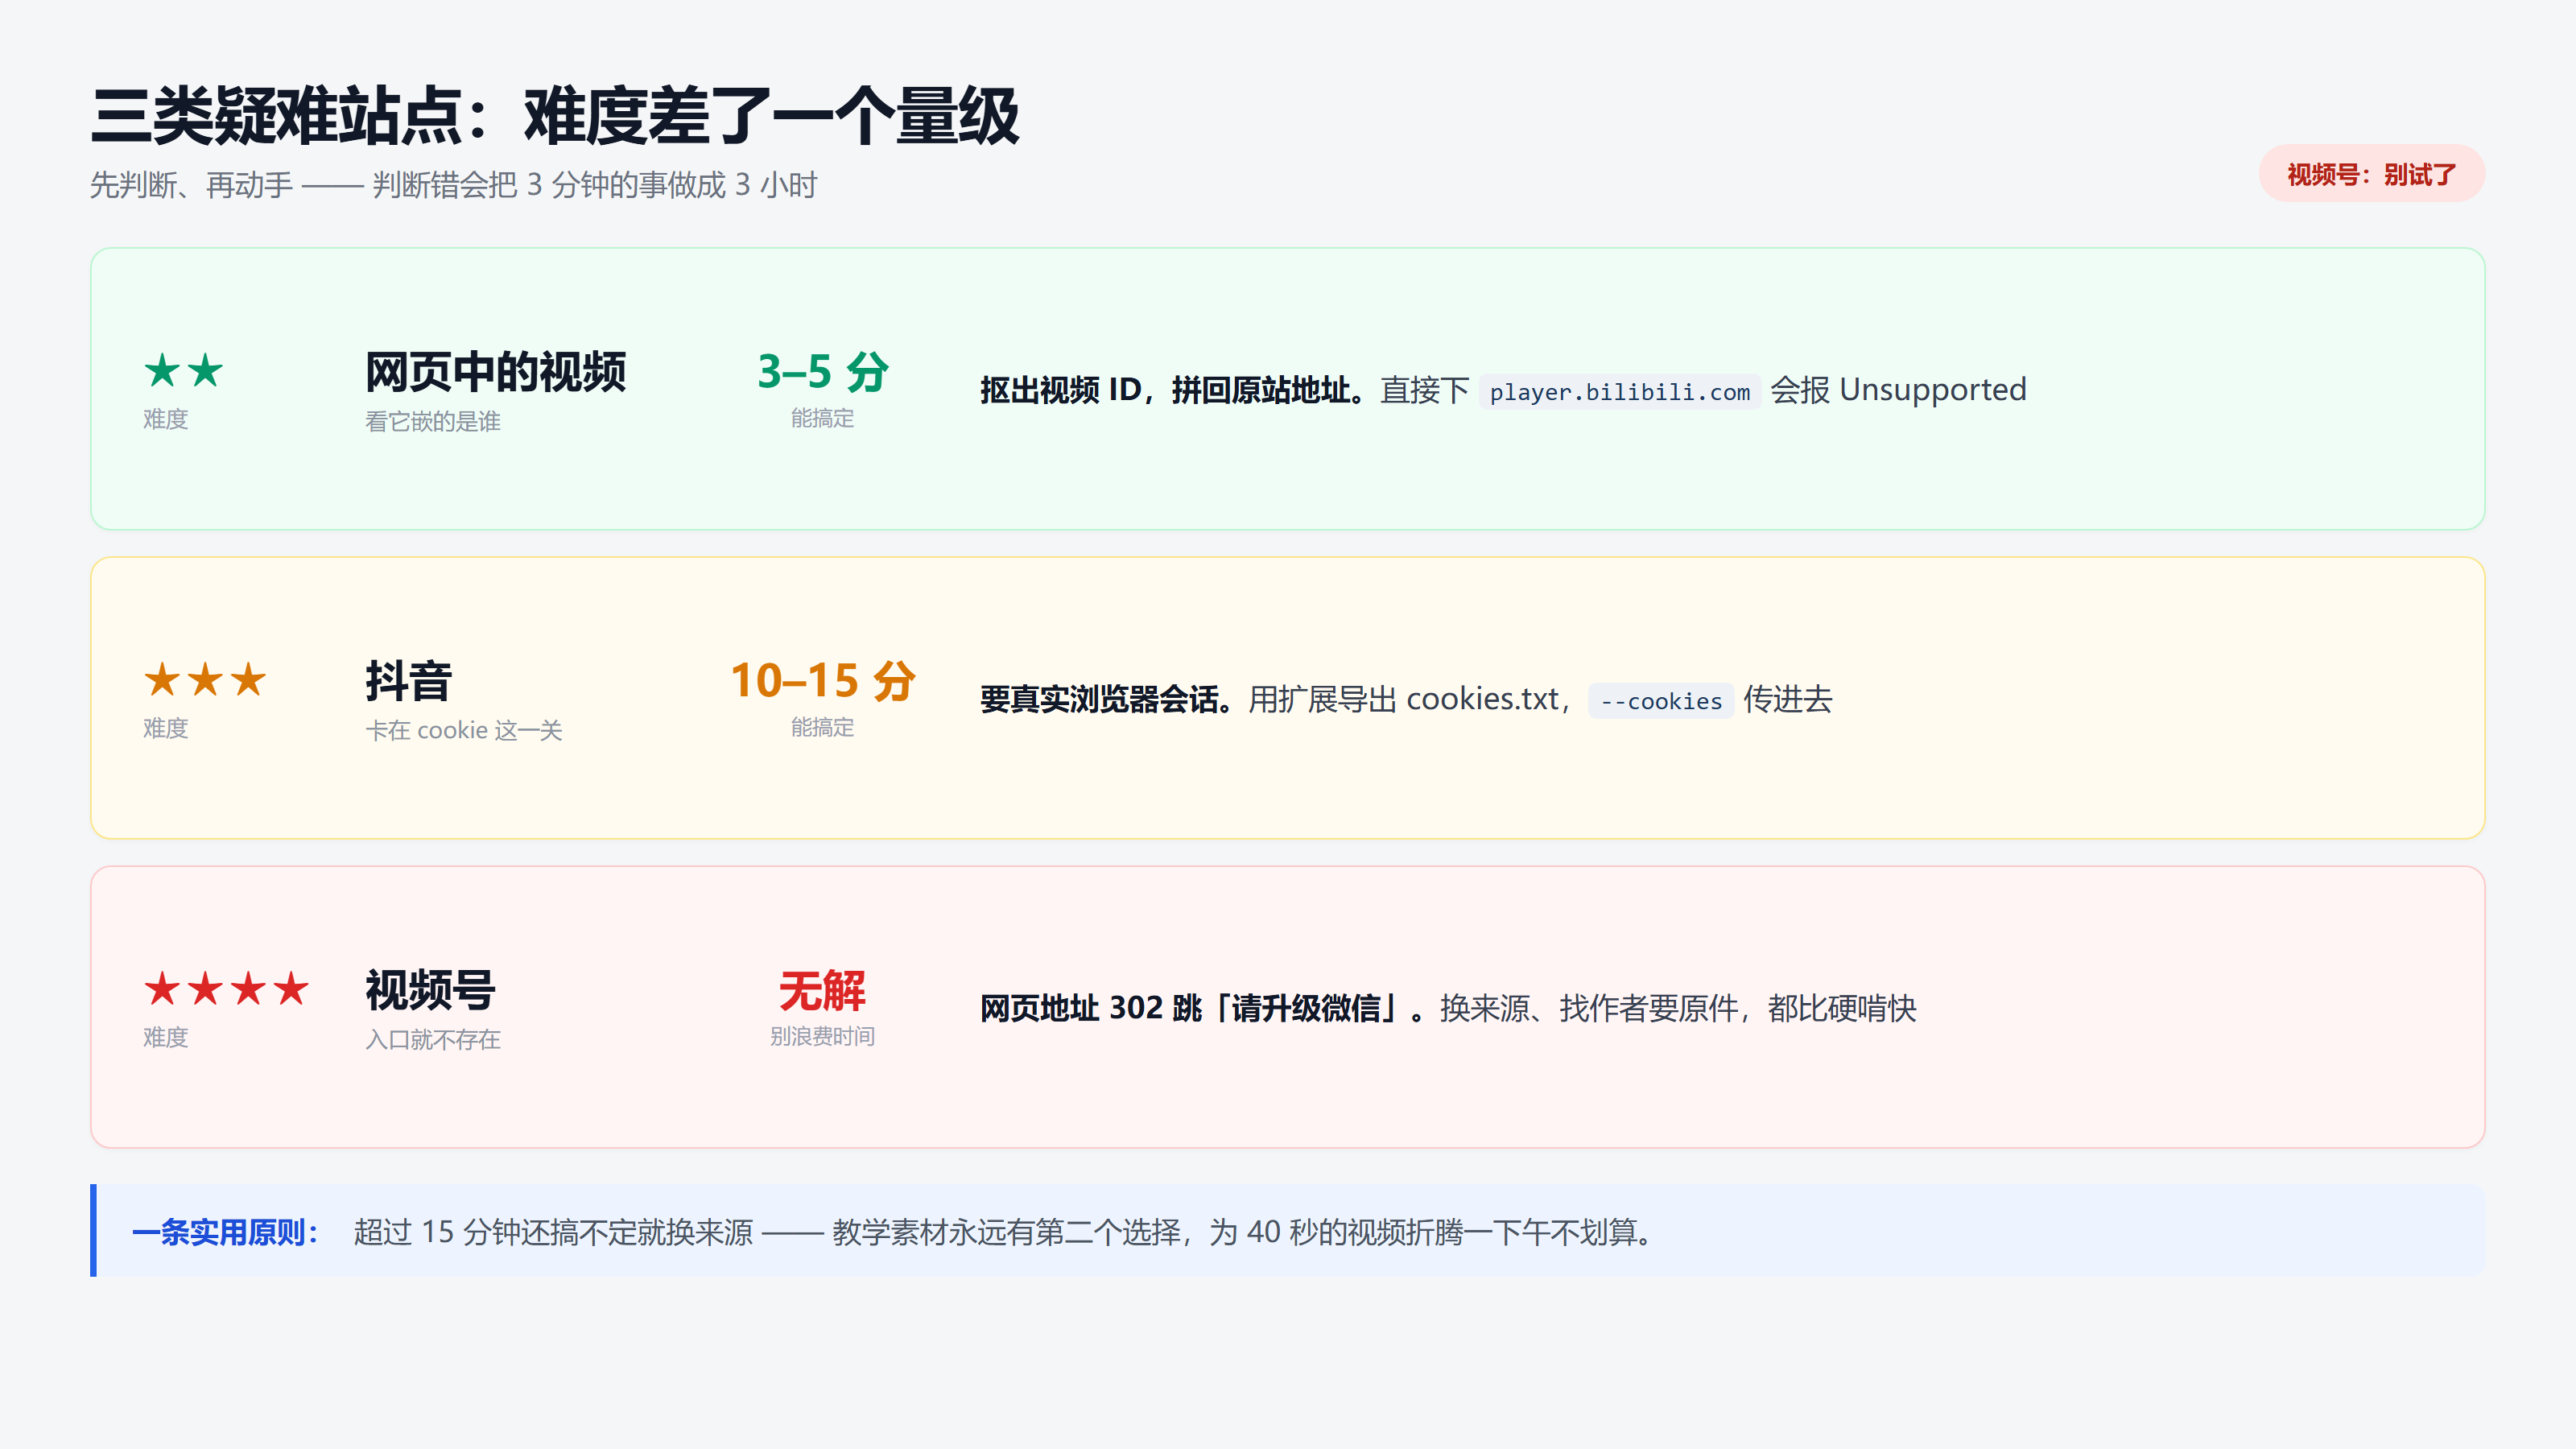 三类疑难站点：难度差了一个量级
先判断、再动手 —— 判断错会把 3 分钟的事做成 3 小时
视频号：别试了
★★
难度
网页中的视频
看它嵌的是谁
3–5 分
能搞定
抠出视频 ID，拼回原站地址。直接下 player.bilibili.com 会报 Unsupported
★★★
难度
抖音
卡在 cookie 这一关
10–15 分
能搞定
要真实浏览器会话。用扩展导出 cookies.txt，--cookies 传进去
★★★★
难度
视频号
入口就不存在
无解
别浪费时间
网页地址 302 跳「请升级微信」。换来源、找作者要原件，都比硬啃快
一条实用原则： 超过 15 分钟还搞不定就换来源 —— 教学素材永远有第二个选择，为 40 秒的视频折腾一下午不划算。